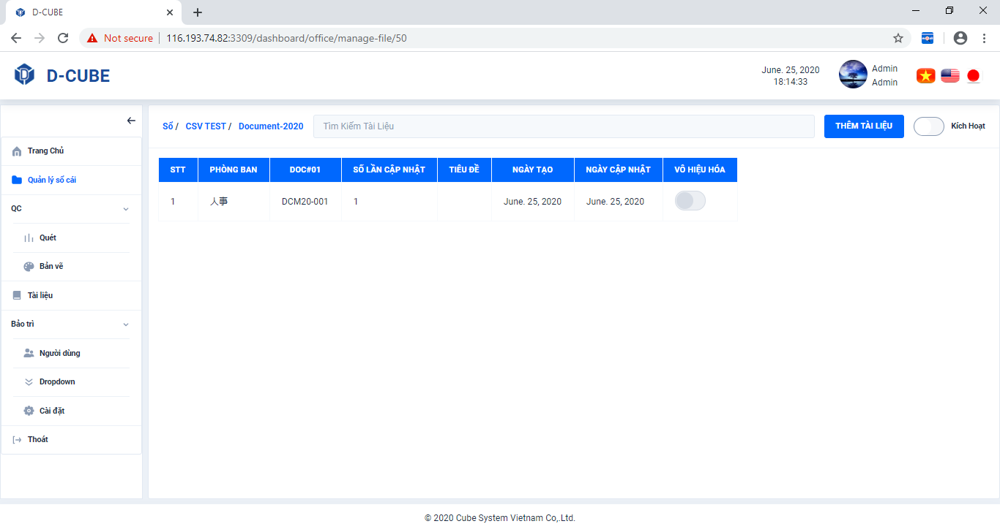 D-CUBE
Not secure 116.193.74.82:3309/dashboard/office/manage-file/50
D-CUBE
June. 25, 2020
18:14:33
Admin
Admin
Trang Chủ
Quản lý sổ cái
QC
Quét
Bản vẽ
Tài liệu
Bảo trì
Người dùng
Dropdown
Cài đặt
Thoát
Sổ / CSV TEST / Document-2020 Tìm Kiếm Tài Liệu THÊM TÀI LIỆU Kích Hoạt
STT PHÒNG BAN DOC#01 SỐ LẦN CẬP NHẬT TIÊU ĐỀ NGÀY TẠO NGÀY CẬP NHẬT VÔ HIỆU HÓA
1 人事 DCM20-001 1 June. 25, 2020 June. 25, 2020
© 2020 Cube System Vietnam Co,.Ltd.